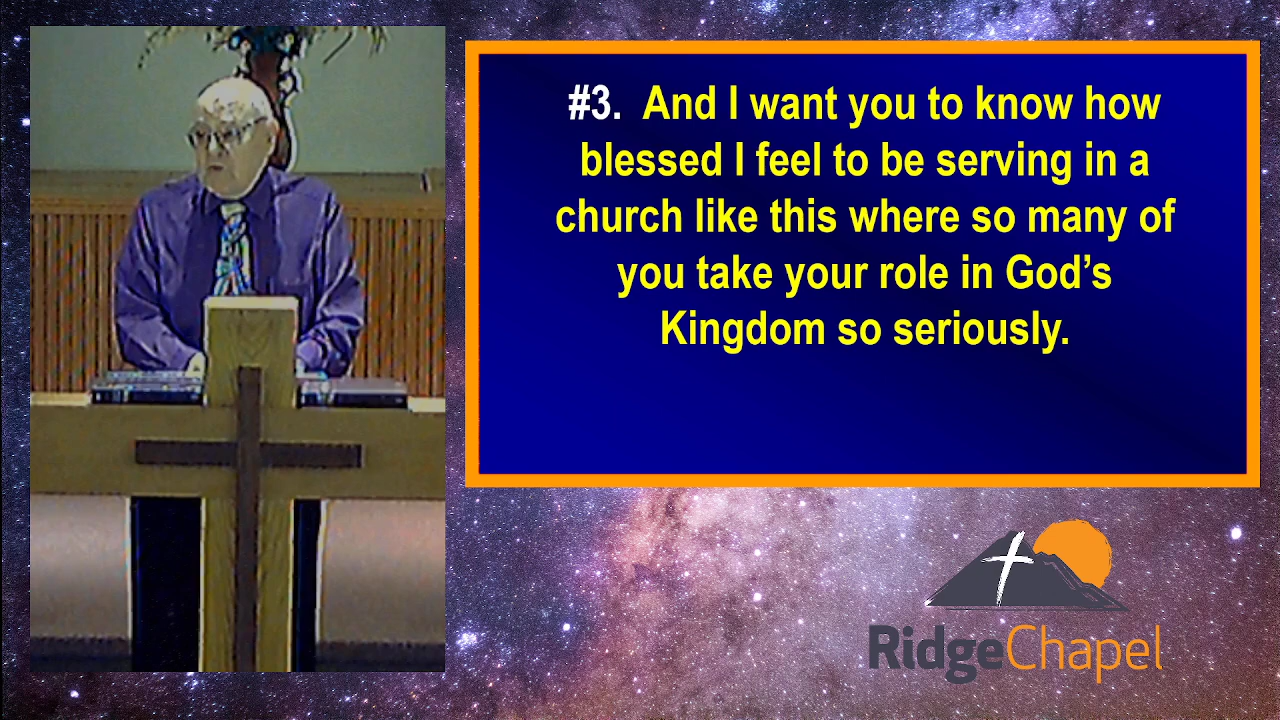 #3. And I want you to know how
blessed I feel to be serving in a
church like this where so many of
you take your role in God’s
Kingdom so seriously.
RidgeChapel